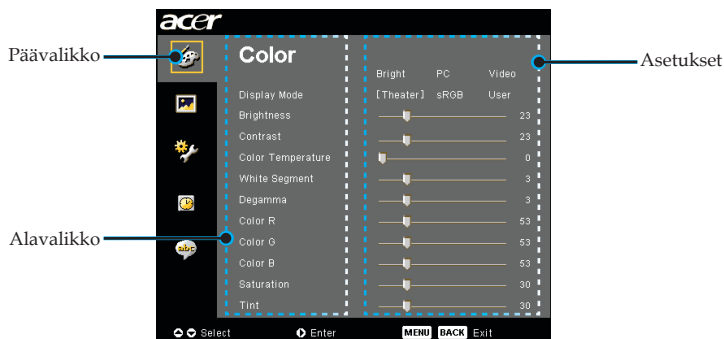 acer
Päävalikko
Color
Asetukset
Bright PC Video
Display Mode [Theater] sRGB User
Brightness 23
Contrast 23
Color Temperature 0
White Segment 3
Degamma 3
Color R 53
Alavalikko
abc
Color G 53
Color B 53
Saturation 30
Tint 30
Select Enter MENU BACK Exit